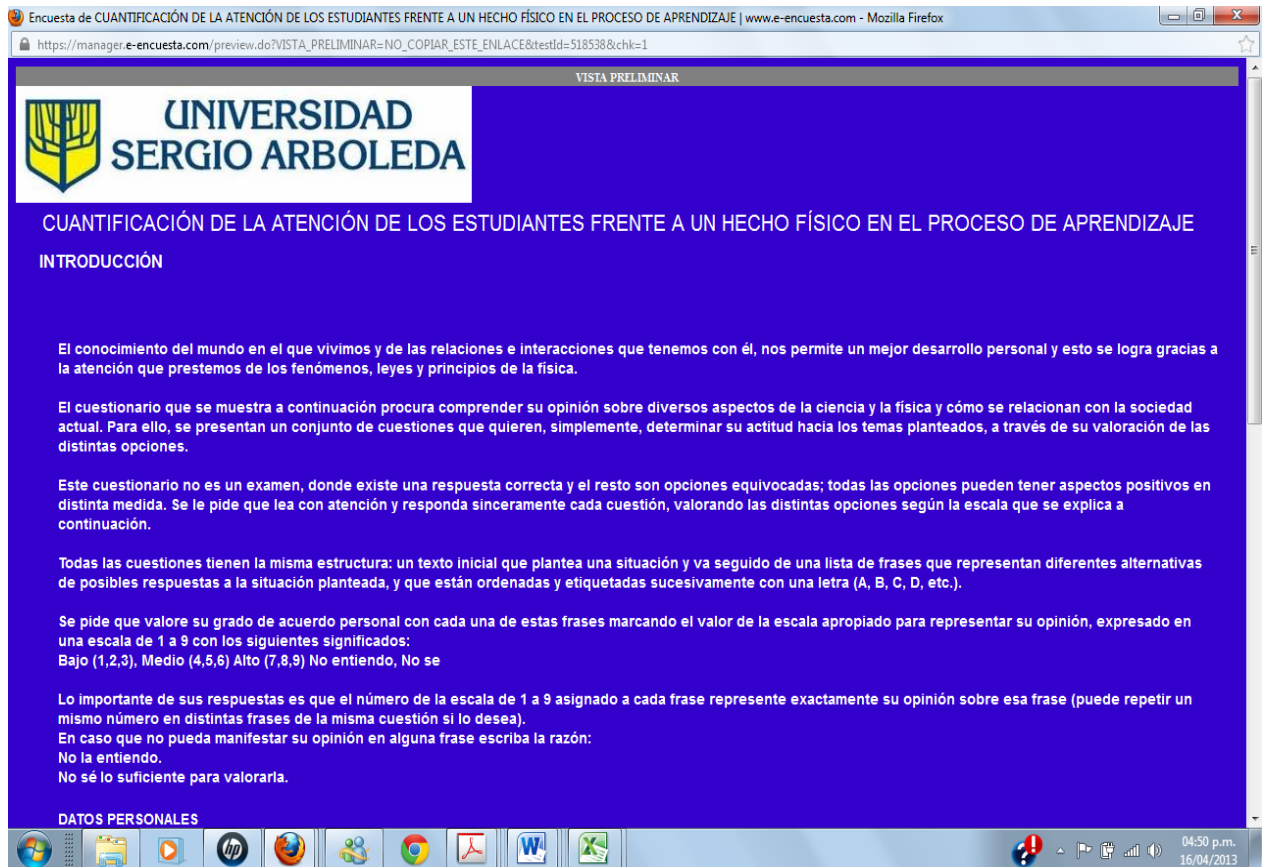 Encuesta de CUANTIFICACIÓN DE LA ATENCIÓN DE LOS ESTUDIANTES FRENTE A UN HECHO FÍSICO EN EL PROCESO DE APRENDIZAJE | www.e-encuesta.com - Mozilla Firefox
https://manager.e-encuesta.com/preview.do?VISTA_PRELIMINAR=NO_COPIAR_ESTE_ENLACE&testId=518538&chk=1
VISTA PRELIMINAR
UNIVERSIDAD
SERGIO ARBOLEDA
CUANTIFICACIÓN DE LA ATENCIÓN DE LOS ESTUDIANTES FRENTE A UN HECHO FÍSICO EN EL PROCESO DE APRENDIZAJE
INTRODUCCIÓN
El conocimiento del mundo en el que vivimos y de las relaciones e interacciones que tenemos con él, nos permite un mejor desarrollo personal y esto se logra gracias a
la atención que prestemos de los fenómenos, leyes y principios de la física.
El cuestionario que se muestra a continuación procura comprender su opinión sobre diversos aspectos de la ciencia y la física y cómo se relacionan con la sociedad
actual. Para ello, se presentan un conjunto de cuestiones que quieren, simplemente, determinar su actitud hacia los temas planteados, a través de su valoración de las
distintas opciones.
Este cuestionario no es un examen, donde existe una respuesta correcta y el resto son opciones equivocadas; todas las opciones pueden tener aspectos positivos en
distinta medida. Se le pide que lea con atención y responda sinceramente cada cuestión, valorando las distintas opciones según la escala que se explica a
continuación.
Todas las cuestiones tienen la misma estructura: un texto inicial que plantea una situación y va seguido de una lista de frases que representan diferentes alternativas
de posibles respuestas a la situación planteada, y que están ordenadas y etiquetadas sucesivamente con una letra (A, B, C, D, etc.).
Se pide que valore su grado de acuerdo personal con cada una de estas frases marcando el valor de la escala apropiado para representar su opinión, expresado en
una escala de 1 a 9 con los siguientes significados:
Bajo (1,2,3), Medio (4,5,6) Alto (7,8,9) No entiendo, No se
Lo importante de sus respuestas es que el número de la escala de 1 a 9 asignado a cada frase represente exactamente su opinión sobre esa frase (puede repetir un
mismo número en distintas frases de la misma cuestión si lo desea).
En caso que no pueda manifestar su opinión en alguna frase escriba la razón:
No la entiendo.
No sé lo suficiente para valorarla.
DATOS PERSONALES
hp
04:50 p.m.
16/04/2013